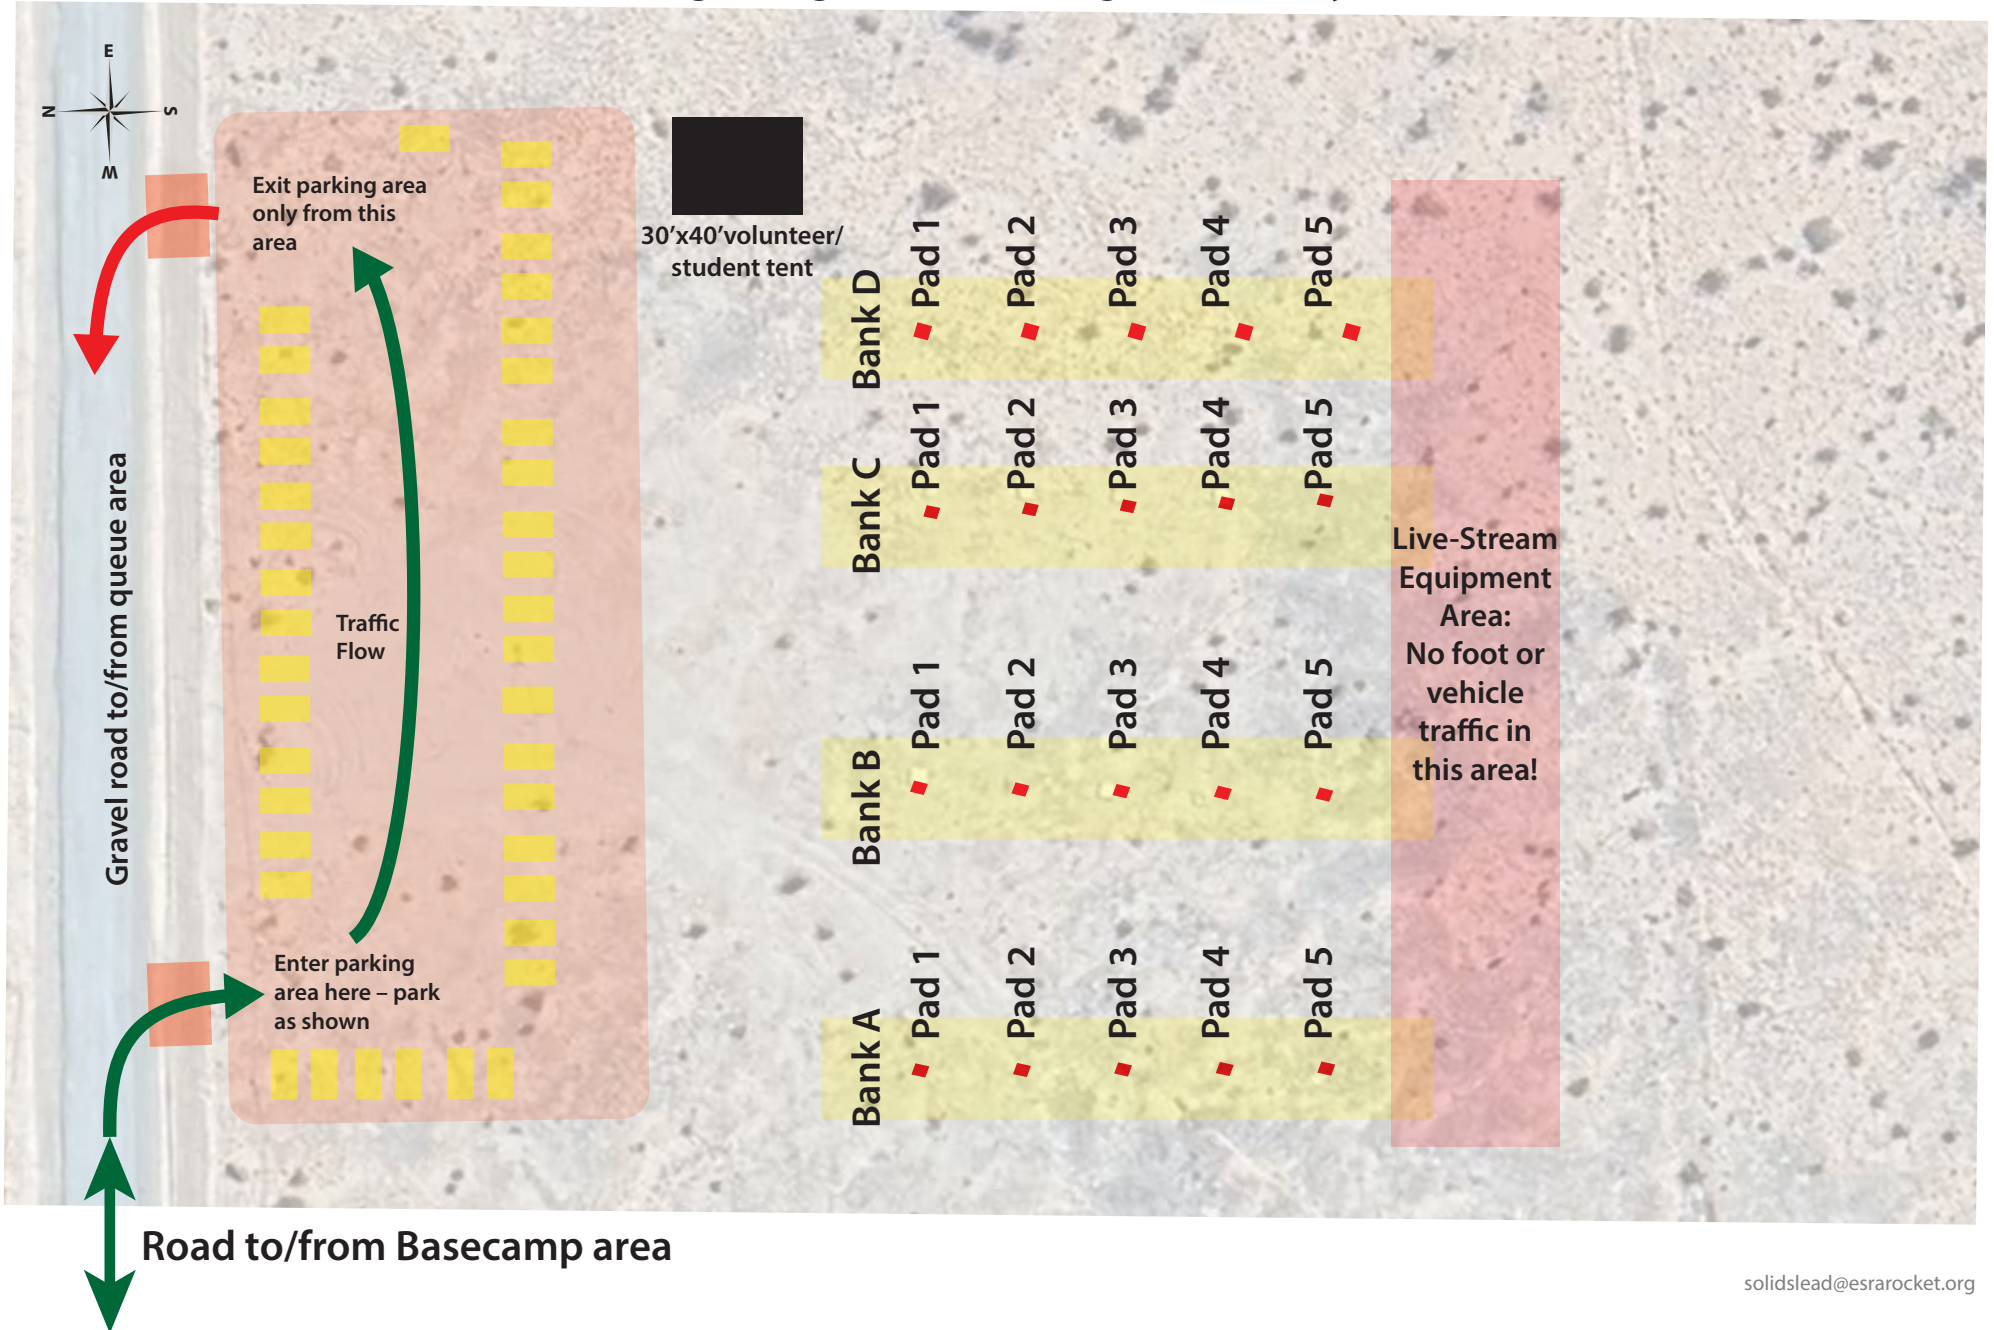 E
N
S
W
Exit parking area
only from this
area
30'x40'volunteer/
student tent
Bank D
Pad 1
Pad 2
Pad 3
Pad 4
Pad 5
Bank C
Pad 1
Pad 2
Pad 3
Pad 4
Pad 5
Gravel road to/from queue area
Traffic
Flow
Live-Stream
Equipment
Area:
No foot or
vehicle
traffic in
this area!
Bank B
Pad 1
Pad 2
Pad 3
Pad 4
Pad 5
Enter parking
area here – park
as shown
Bank A
Pad 1
Pad 2
Pad 3
Pad 4
Pad 5
Road to/from Basecamp area
solidslead@esrarocket.org